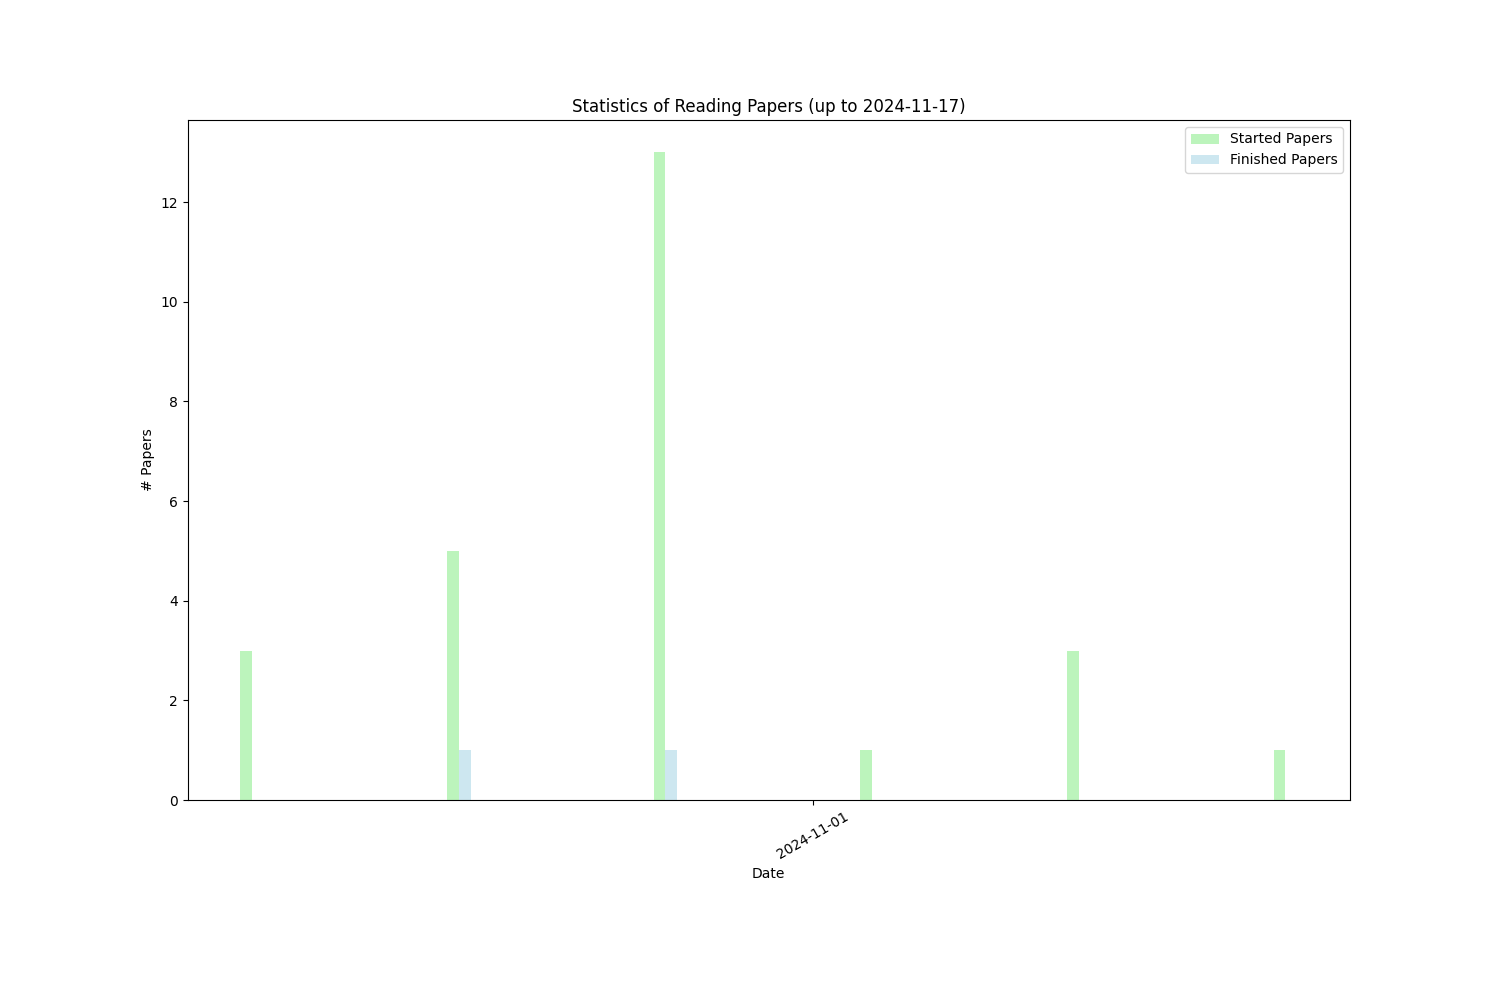 Statistics of Reading Papers (up to 2024-11-17)
Started Papers
Finished Papers
12
10
8
6
4
2
0
# Papers
2024-11-01
Date